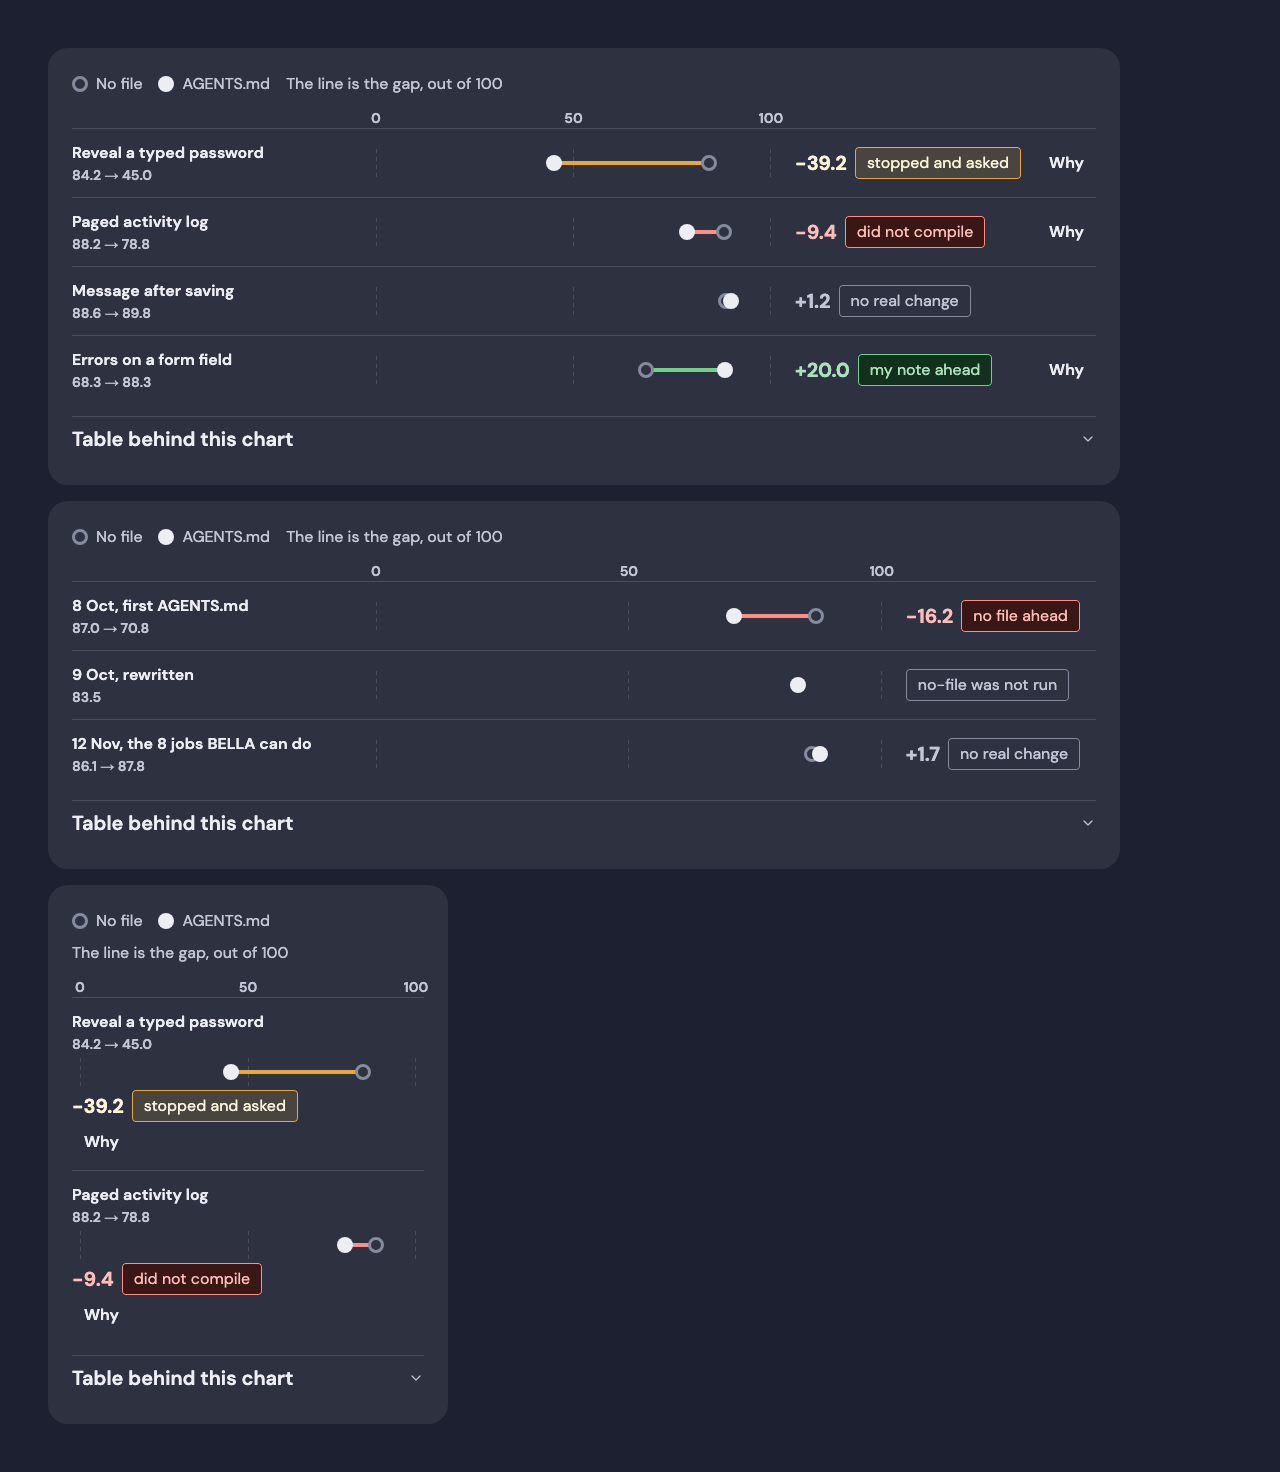 No file AGENTS.md The line is the gap, out of 100
0 50 100
Reveal a typed password
84.2 → 45.0
-39.2 stopped and asked Why
Paged activity log
88.2 → 78.8
-9.4 did not compile Why
Message after saving
88.6 → 89.8
+1.2 no real change
Errors on a form field
68.3 → 88.3
+20.0 my note ahead Why
Table behind this chart
No file AGENTS.md The line is the gap, out of 100
0 50 100
8 Oct, first AGENTS.md
87.0 → 70.8
-16.2 no file ahead
9 Oct, rewritten
83.5
no-file was not run
12 Nov, the 8 jobs BELLA can do
86.1 → 87.8
+1.7 no real change
Table behind this chart
No file AGENTS.md
The line is the gap, out of 100
0 50 100
Reveal a typed password
84.2 → 45.0
-39.2 stopped and asked
Why
Paged activity log
88.2 → 78.8
-9.4 did not compile
Why
Table behind this chart